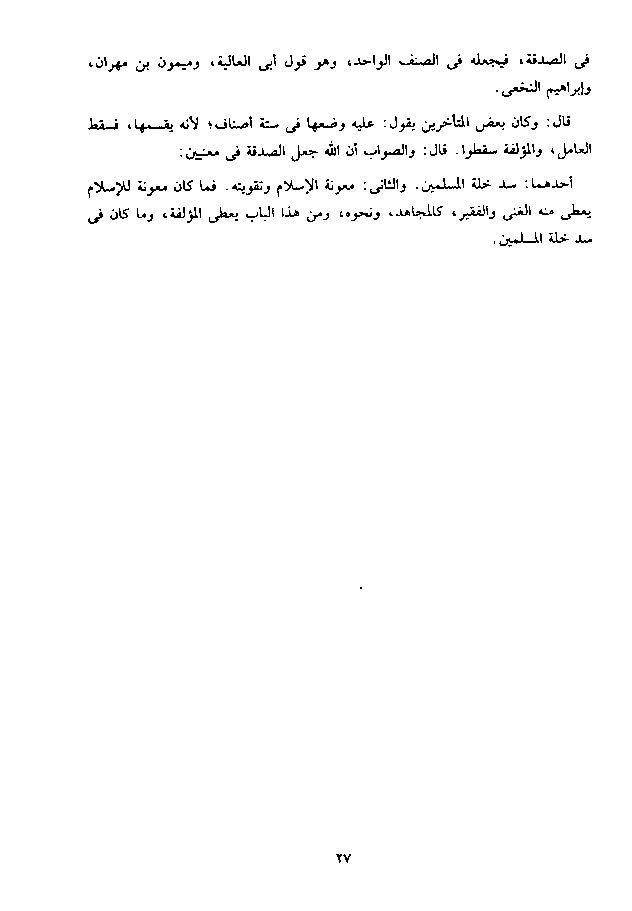 فى الصدقة، فيجعله فى الصنف الواحد، وهو قول أبى العالية، وميمون بن مهران،
وإبراهيم النخعى.
قال: وكان بعض المتأخرين يقول: عليه وضعها فى ستة أصناف؛ لأنه يقسمها، فسقط
العامل، والمؤلفة سقطوا. قال: والصواب أن الله جعل الصدقة فى معنيين:
أحدهما: سد خلة المسلمين. والثانى: معونة الإسلام وتقويته. فما كان معونة للإسلام
يعطى منه الغنى والفقير، كالمجاهد، ونحوه، ومن هذا الباب يعطى المؤلفة، وما كان فى
سد خلة المسلمين.
٢٧